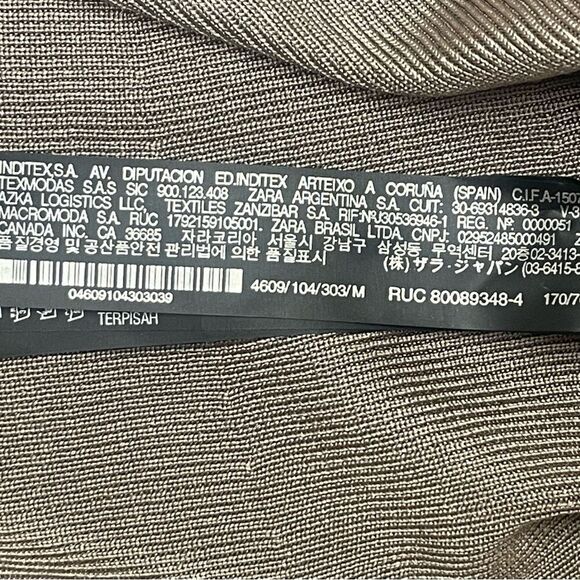 INDITEX,S.A. AV. DIPUTACION ED.INDITEX ARTEIXO A CORUÑA (SPAIN) C.I.F.A-150
TEXMODAS S.A.S SIC 900.123.408 ZARA ARGENTINA S.A. CUIT: 30-69314836-3 V-3
AZKA LOGISTICS LLC, TEXTILES ZANZIBAR S.A. RIF:NºJ30536946-1 REG. Nº: 0000051
MACROMODA S.A. RUC 1792159105001. ZARA BRASIL LTDA, CNPJ: 02952485000491
CANADA INC. CA 36685 자라코리아 서울시 강남구 삼성동 무역센터 20층 02-3413
품질경영 및 공산품안전 관리법에 의한 품질표시 (株) ザラ・ジャパン (03-6415-
04609104303039 4609/104/303/M RUC 80089348-4 170/7
TERPISAH